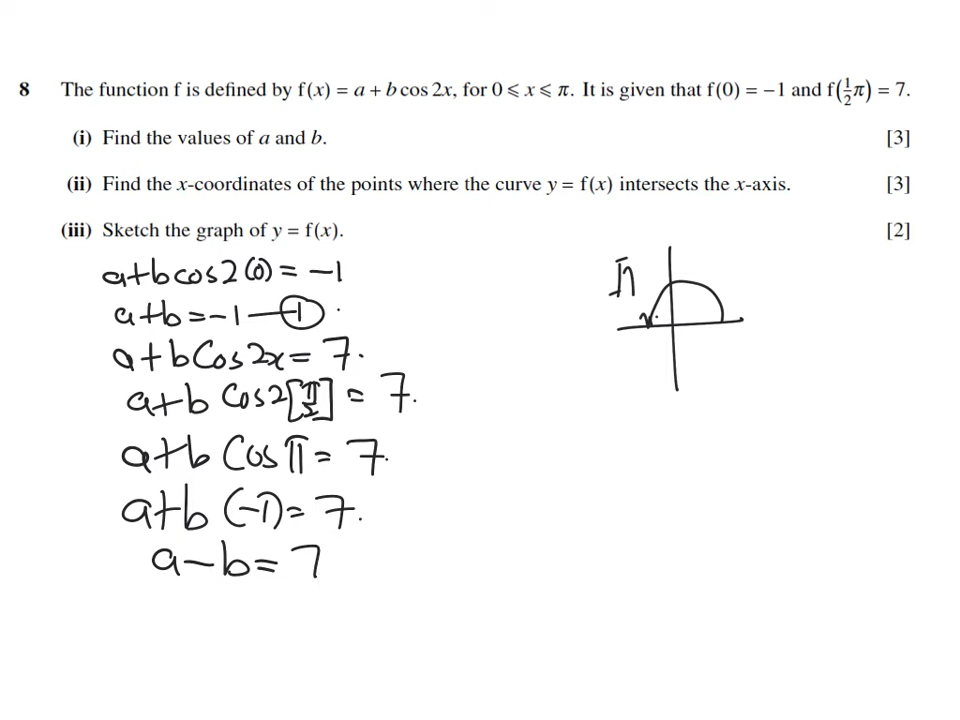 8 The function f is defined by f(x) = a + b cos 2x, for 0 ⩽ x ⩽ π. It is given that f(0) = −1 and f(½π) = 7.
(i) Find the values of a and b. [3]
(ii) Find the x-coordinates of the points where the curve y = f(x) intersects the x-axis. [3]
(iii) Sketch the graph of y = f(x). [2]
a+bcos2(0) = −1
a+b = −1 — ①
a+bCos2x = 7.
a+b Cos2[π/2] = 7.
a+b Cosπ = 7.
a+b (−1) = 7.
a−b = 7